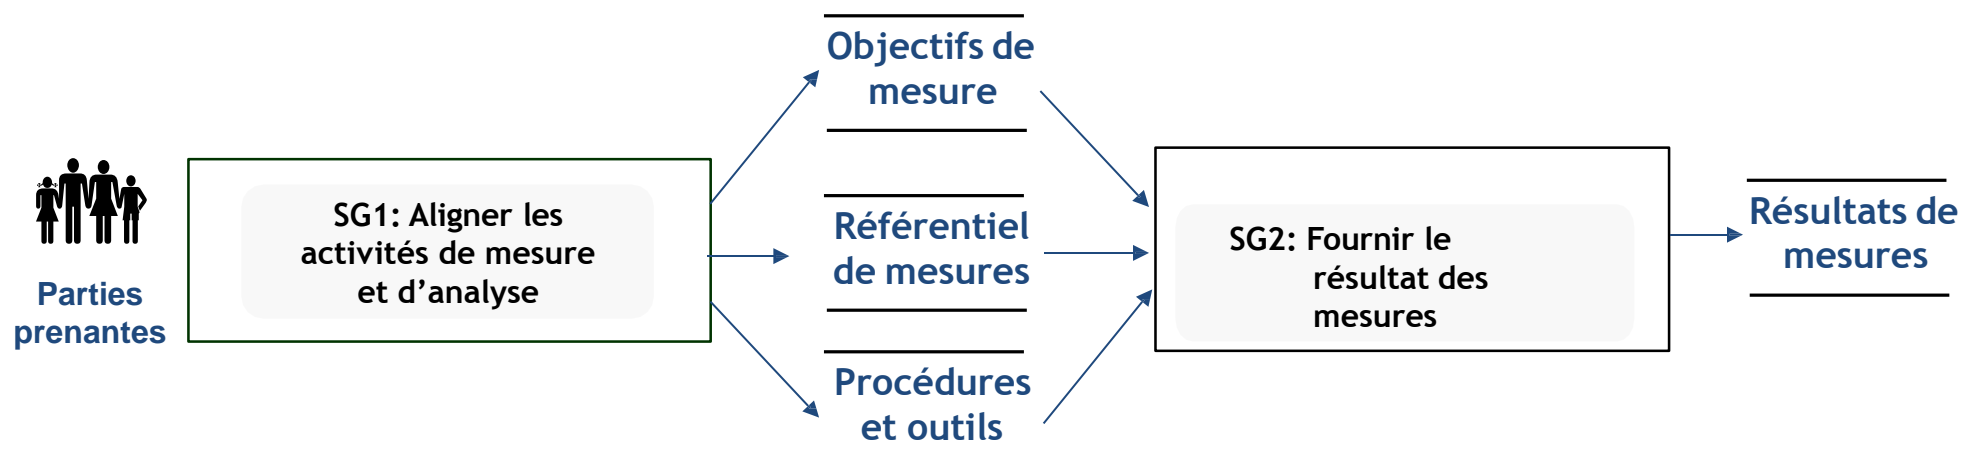 Parties
prenantes
SG1: Aligner les
activités de mesure
et d’analyse
Objectifs de
mesure
Référentiel
de mesures
Procédures
et outils
SG2: Fournir le
résultat des
mesures
Résultats de
mesures